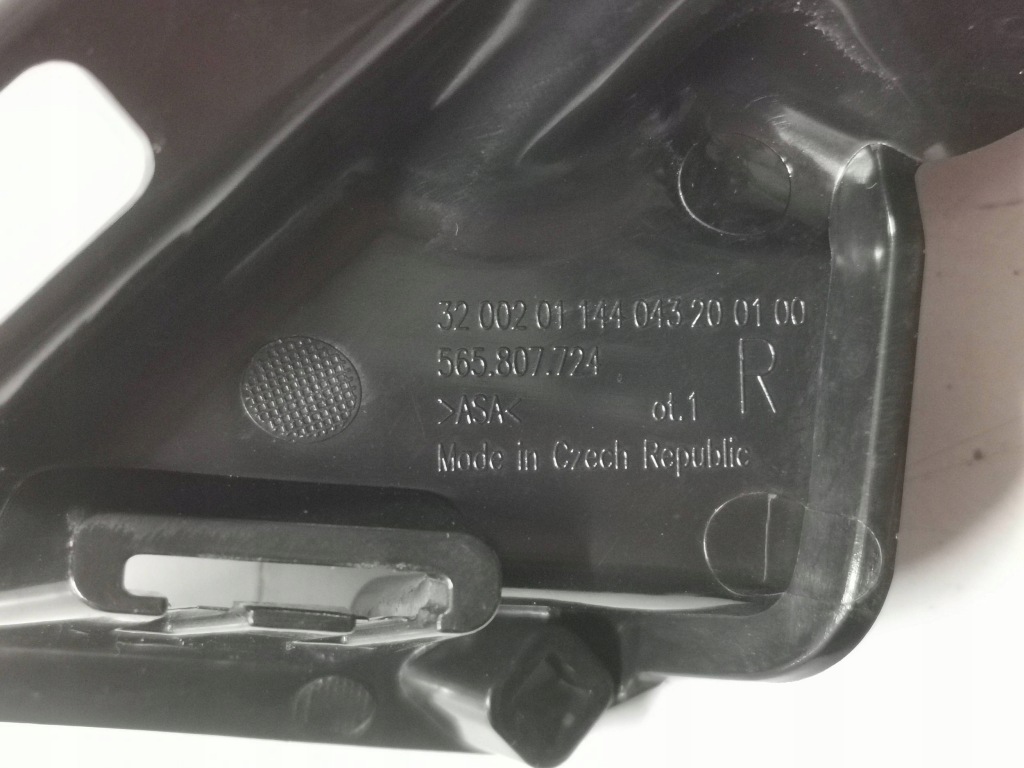 32 002 01 144 043 20 01 00
565.807.724
R
>ASA<
ot.1
Made in Czech Republic